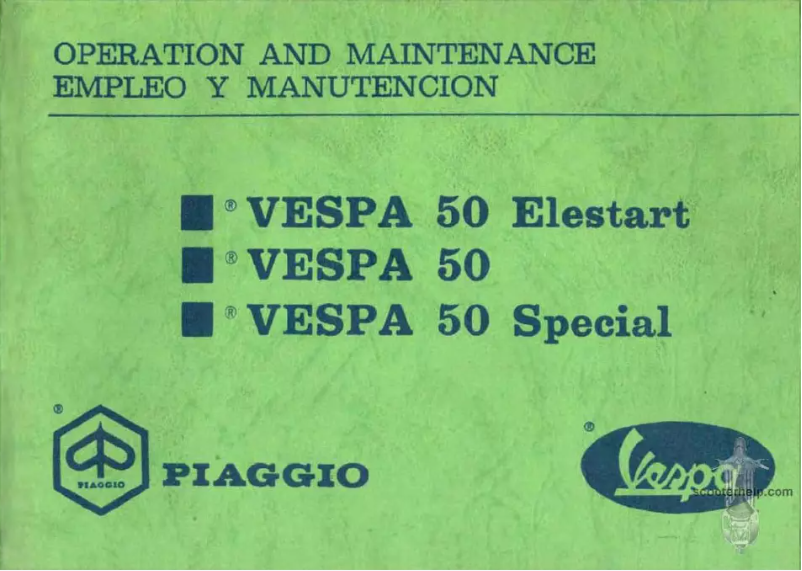 OPERATION AND MAINTENANCE
EMPLEO Y MANUTENCION
■ ® VESPA 50 Elestart
■ ® VESPA 50
■ ® VESPA 50 Special
®
PIAGGIO
PIAGGIO
®
Vespa
scooterhelp.com